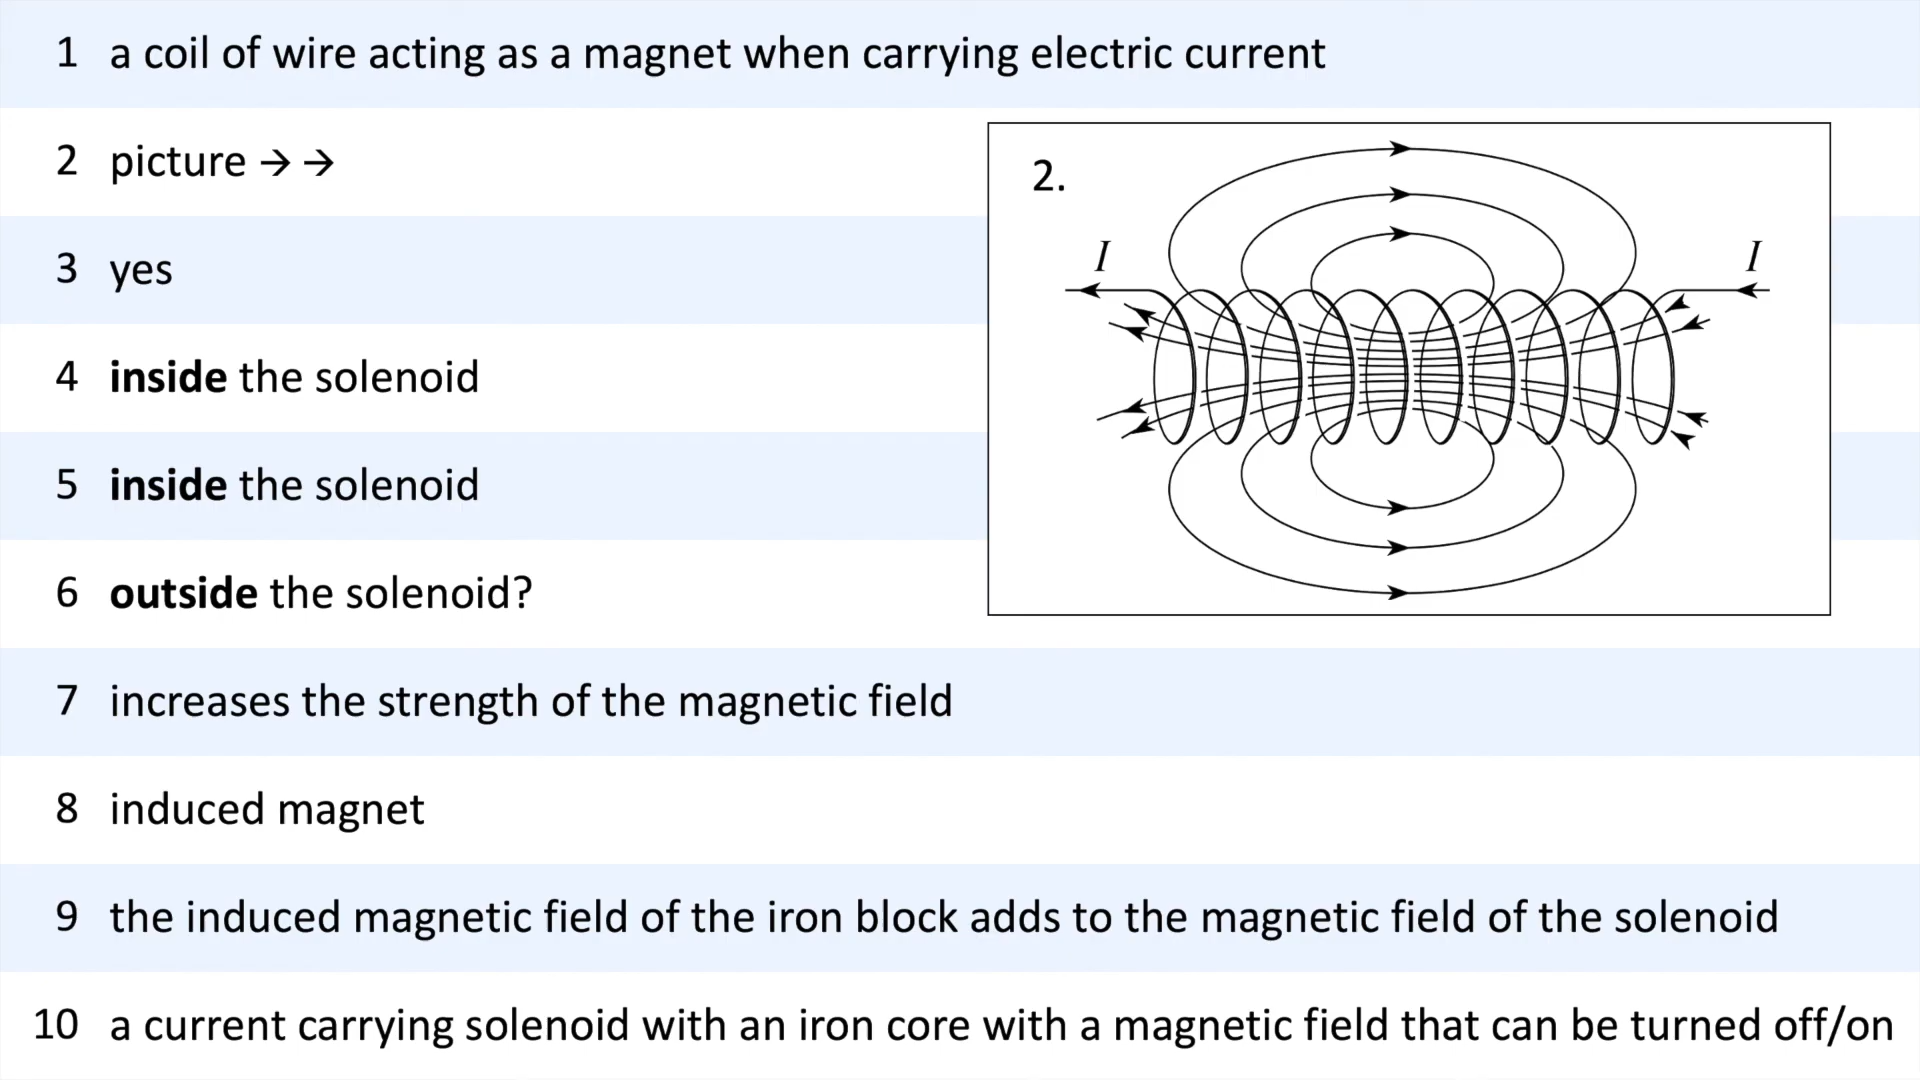 1 a coil of wire acting as a magnet when carrying electric current
2 picture → →
2.
I I
3 yes
4 inside the solenoid
5 inside the solenoid
6 outside the solenoid?
7 increases the strength of the magnetic field
8 induced magnet
9 the induced magnetic field of the iron block adds to the magnetic field of the solenoid
10 a current carrying solenoid with an iron core with a magnetic field that can be turned off/on